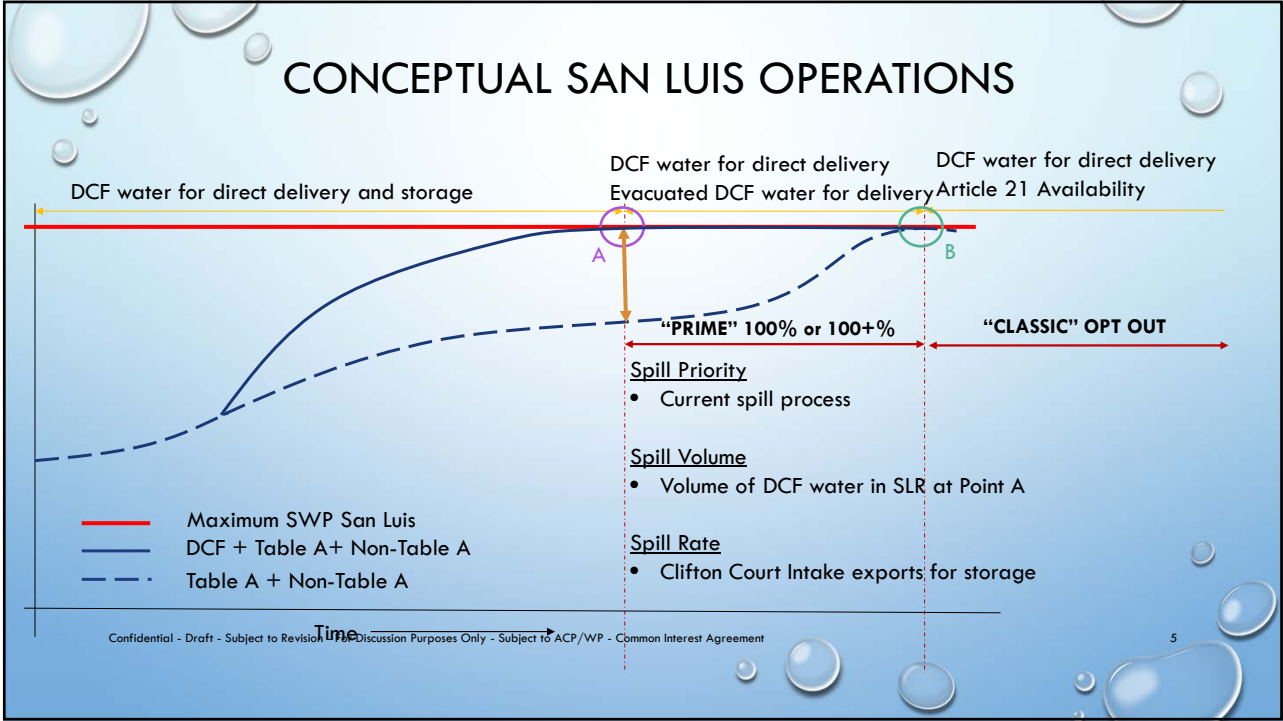 CONCEPTUAL SAN LUIS OPERATIONS
DCF water for direct delivery and storage
DCF water for direct delivery
Evacuated DCF water for delivery
DCF water for direct delivery
Article 21 Availability
A
B
“PRIME” 100% or 100+%
“CLASSIC” OPT OUT
Spill Priority
• Current spill process
Spill Volume
• Volume of DCF water in SLR at Point A
Spill Rate
• Clifton Court Intake exports for storage
Maximum SWP San Luis
DCF + Table A+ Non-Table A
Table A + Non-Table A
Time
Confidential - Draft - Subject to Revision - For Discussion Purposes Only - Subject to ACP/WP - Common Interest Agreement
5